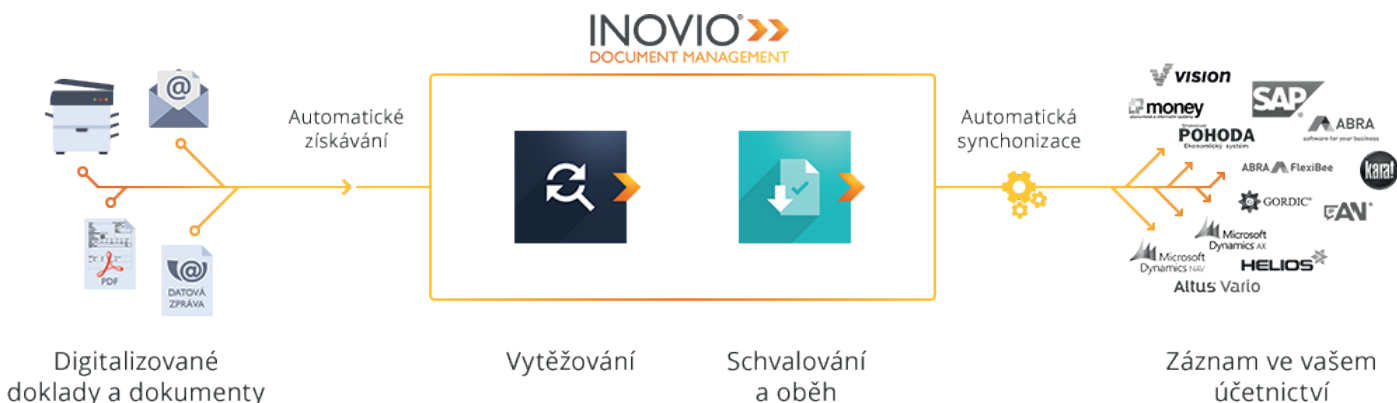 INOVIO®
DOCUMENT MANAGEMENT
Automatické
získávání
@
PDF
@
DATOVÁ
ZPRÁVA
Automatická
synchonizace
vision
money
SAP®
POHODA
Ekonomický systém
ABRA
software for your business
ABRA FlexiBee
karat
GORDIC®
EAN®
Microsoft
Dynamics AX
Microsoft
Dynamics NAV
HELIOS
Altus Vario
Digitalizované
doklady a dokumenty
Vytěžování
Schvalování
a oběh
Záznam ve vašem
účetnictví